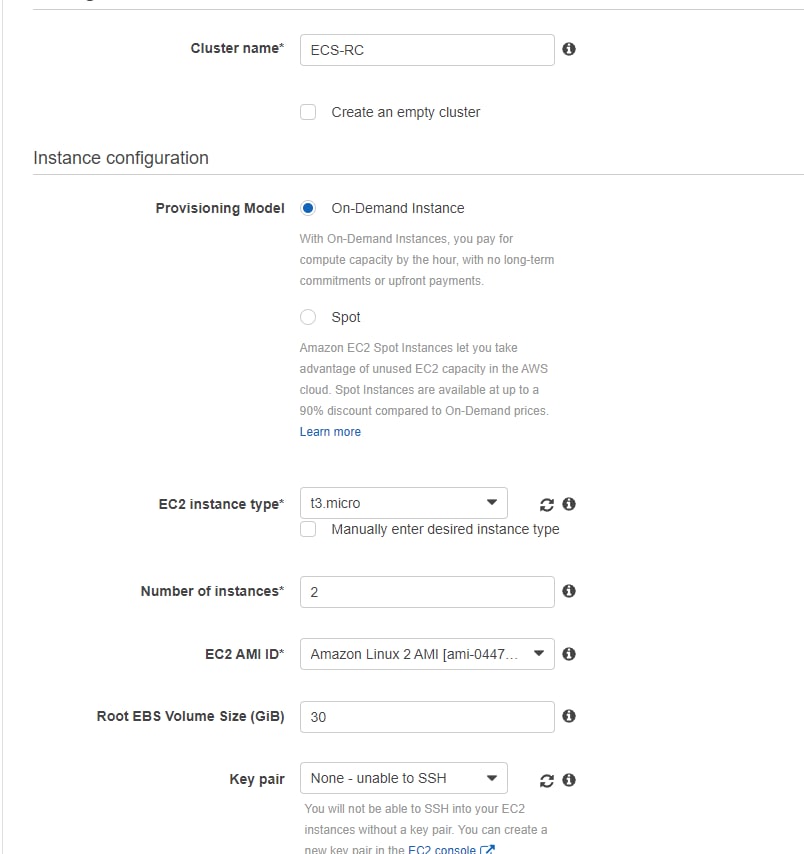 Cluster name* ECS-RC
Create an empty cluster
Instance configuration
Provisioning Model On-Demand Instance
With On-Demand Instances, you pay for
compute capacity by the hour, with no long-term
commitments or upfront payments.
Spot
Amazon EC2 Spot Instances let you take
advantage of unused EC2 capacity in the AWS
cloud. Spot Instances are available at up to a
90% discount compared to On-Demand prices.
Learn more
EC2 instance type* t3.micro
Manually enter desired instance type
Number of instances* 2
EC2 AMI ID* Amazon Linux 2 AMI [ami-0447...
Root EBS Volume Size (GiB) 30
Key pair None - unable to SSH
You will not be able to SSH into your EC2
instances without a key pair. You can create a
new key pair in the EC2 console